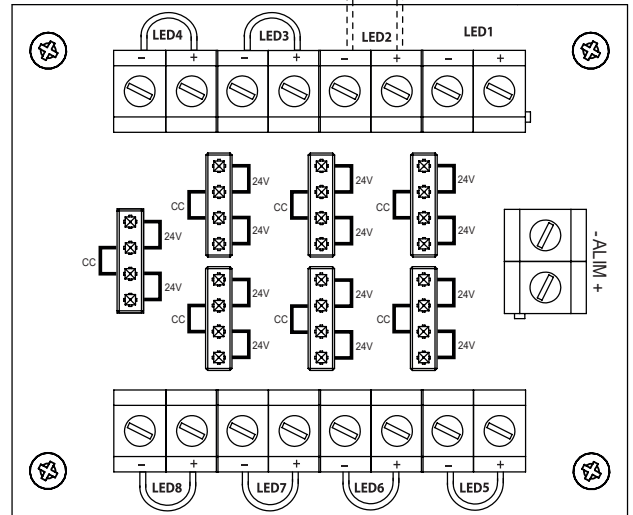 LED4 LED3 LED2 LED1
– + – + – + – +
24V 24V 24V
CC CC CC
24V 24V 24V 24V
CC
24V 24V 24V 24V
CC CC CC
24V 24V 24V
- ALIM +
– + – + – + – +
LED8 LED7 LED6 LED5